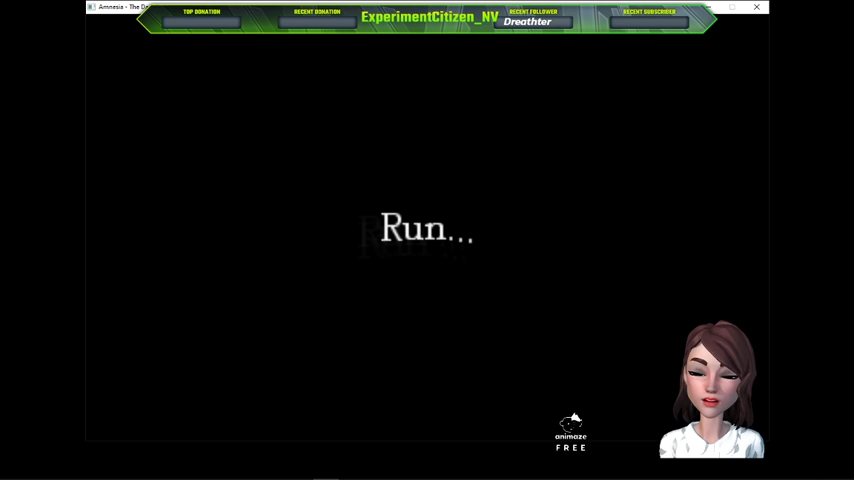 Amnesia - The Da
TOP DONATION
RECENT DONATION
ExperimentCitizen_NV
RECENT FOLLOWER
Dreathter
RECENT SUBSCRIBER
Run...
animaze
FREE